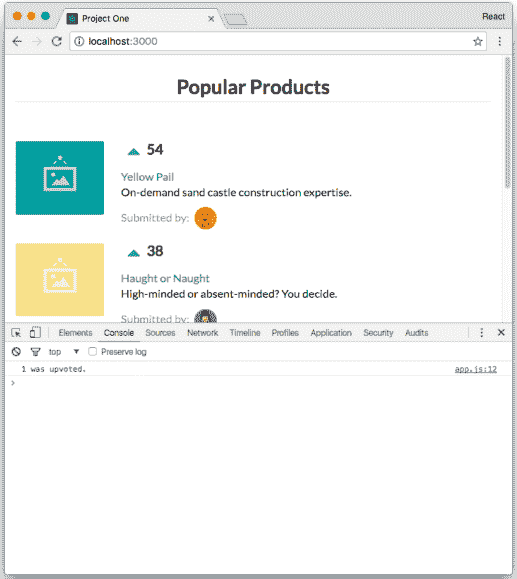 Project One
React
localhost:3000
Popular Products
54
Yellow Pail
On-demand sand castle construction expertise.
Submitted by:
38
Haught or Naught
High-minded or absent-minded? You decide.
Submitted by:
Elements Console Sources Network Timeline Profiles Application Security Audits
top Preserve log
1 was upvoted. app.js:12